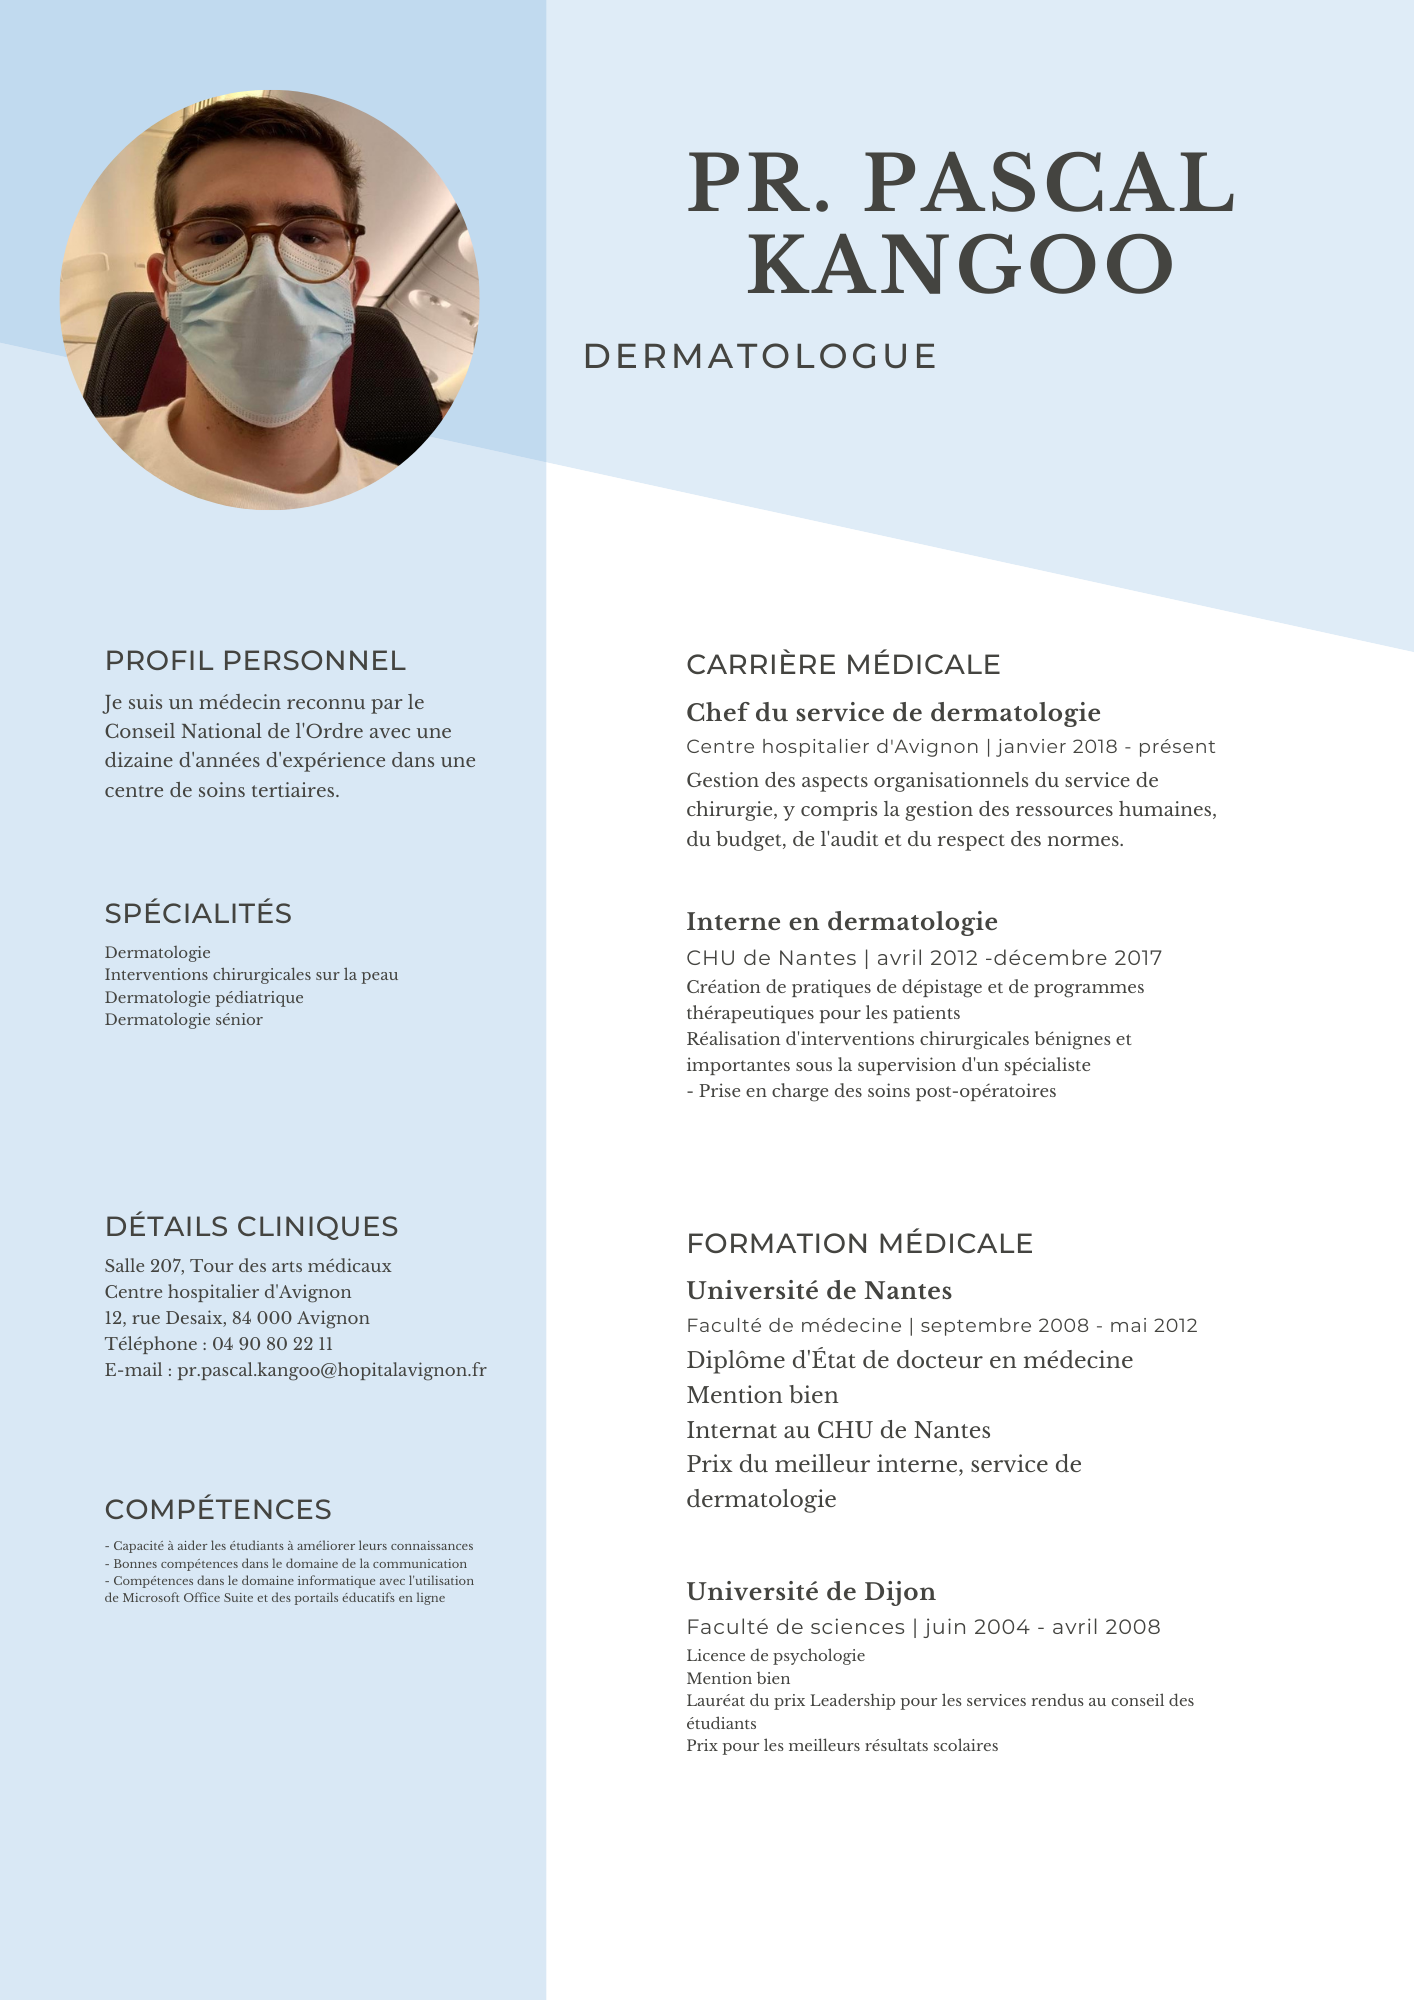 PR. PASCAL
KANGOO
DERMATOLOGUE
PROFIL PERSONNEL
Je suis un médecin reconnu par le
Conseil National de l'Ordre avec une
dizaine d'années d'expérience dans une
centre de soins tertiaires.
SPÉCIALITÉS
Dermatologie
Interventions chirurgicales sur la peau
Dermatologie pédiatrique
Dermatologie sénior
DÉTAILS CLINIQUES
Salle 207, Tour des arts médicaux
Centre hospitalier d'Avignon
12, rue Desaix, 84 000 Avignon
Téléphone : 04 90 80 22 11
E-mail : pr.pascal.kangoo@hopitalavignon.fr
COMPÉTENCES
- Capacité à aider les étudiants à améliorer leurs connaissances
- Bonnes compétences dans le domaine de la communication
- Compétences dans le domaine informatique avec l'utilisation
de Microsoft Office Suite et des portails éducatifs en ligne
CARRIÈRE MÉDICALE
Chef du service de dermatologie
Centre hospitalier d'Avignon | janvier 2018 - présent
Gestion des aspects organisationnels du service de
chirurgie, y compris la gestion des ressources humaines,
du budget, de l'audit et du respect des normes.
Interne en dermatologie
CHU de Nantes | avril 2012 -décembre 2017
Création de pratiques de dépistage et de programmes
thérapeutiques pour les patients
Réalisation d'interventions chirurgicales bénignes et
importantes sous la supervision d'un spécialiste
- Prise en charge des soins post-opératoires
FORMATION MÉDICALE
Université de Nantes
Faculté de médecine | septembre 2008 - mai 2012
Diplôme d'État de docteur en médecine
Mention bien
Internat au CHU de Nantes
Prix du meilleur interne, service de
dermatologie
Université de Dijon
Faculté de sciences | juin 2004 - avril 2008
Licence de psychologie
Mention bien
Lauréat du prix Leadership pour les services rendus au conseil des
étudiants
Prix pour les meilleurs résultats scolaires